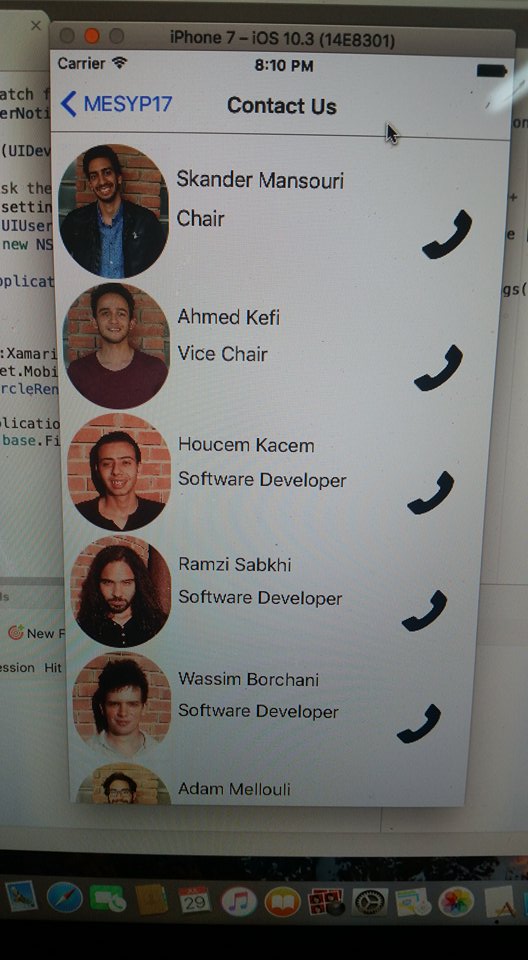 iPhone 7 – iOS 10.3 (14E8301)
Carrier
8:10 PM
MESYP17
Contact Us
Skander Mansouri
Chair
Ahmed Kefi
Vice Chair
Houcem Kacem
Software Developer
Ramzi Sabkhi
Software Developer
Wassim Borchani
Software Developer
Adam Mellouli
atch f
erNoti
(UIDev
sk the
settin
UIUser
new NS
plicat
:Xamari
et.Mobi
rcleRen
plicatio
base.Fi
on
+
e
gs(
ls
New F
ession Hit
JUL
29